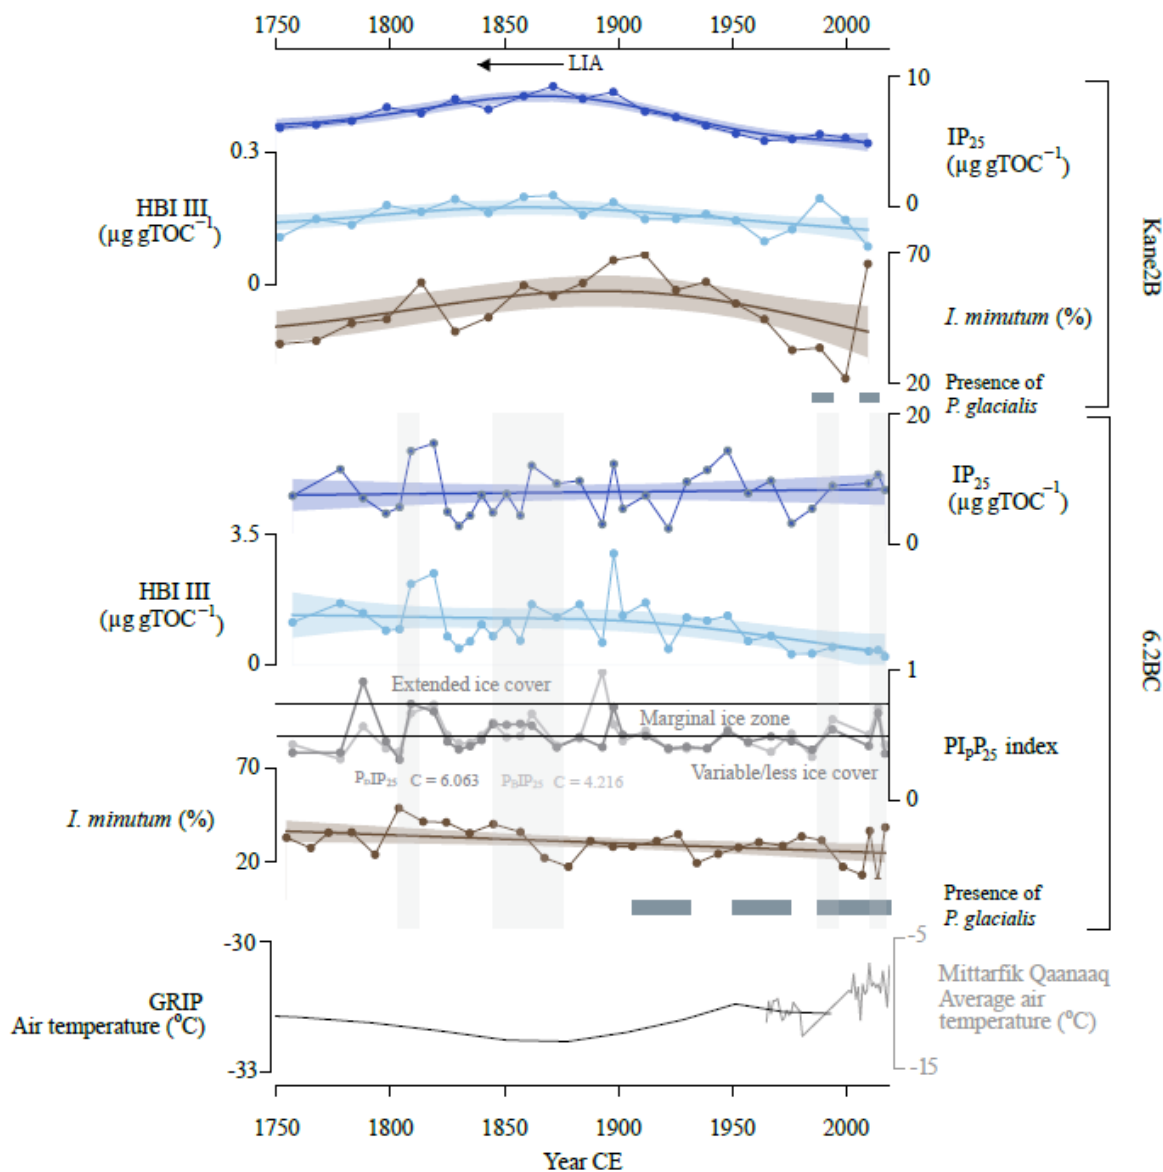 1750 1800 1850 1900 1950 2000
LIA
10
IP25
(µg gTOC−1)
0.3
HBI III
(µg gTOC−1)
0
0
70
Kane2B
I. minutum (%)
20
Presence of
P. glacialis
20
IP25
(µg gTOC−1)
0
3.5
HBI III
(µg gTOC−1)
0
6.2BC
1
Extended ice cover
Marginal ice zone
PIpP25 index
Variable/less ice cover
PDIP25 C = 6.063 PBIP25 C = 4.216
0
70
I. minutum (%)
20
Presence of
P. glacialis
-30
-5
GRIP
Air temperature (°C)
Mittarfik Qaanaaq
Average air
temperature (°C)
-33
-15
1750 1800 1850 1900 1950 2000
Year CE